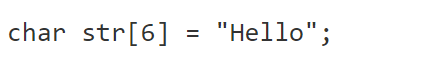 char str[6] = "Hello";